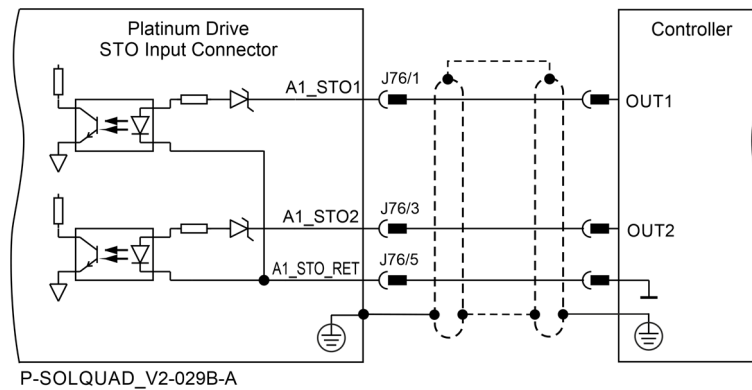 Platinum Drive
STO Input Connector
Controller
A1_STO1
J76/1
OUT1
A1_STO2
J76/3
OUT2
A1_STO_RET
J76/5
P-SOLQUAD_V2-029B-A